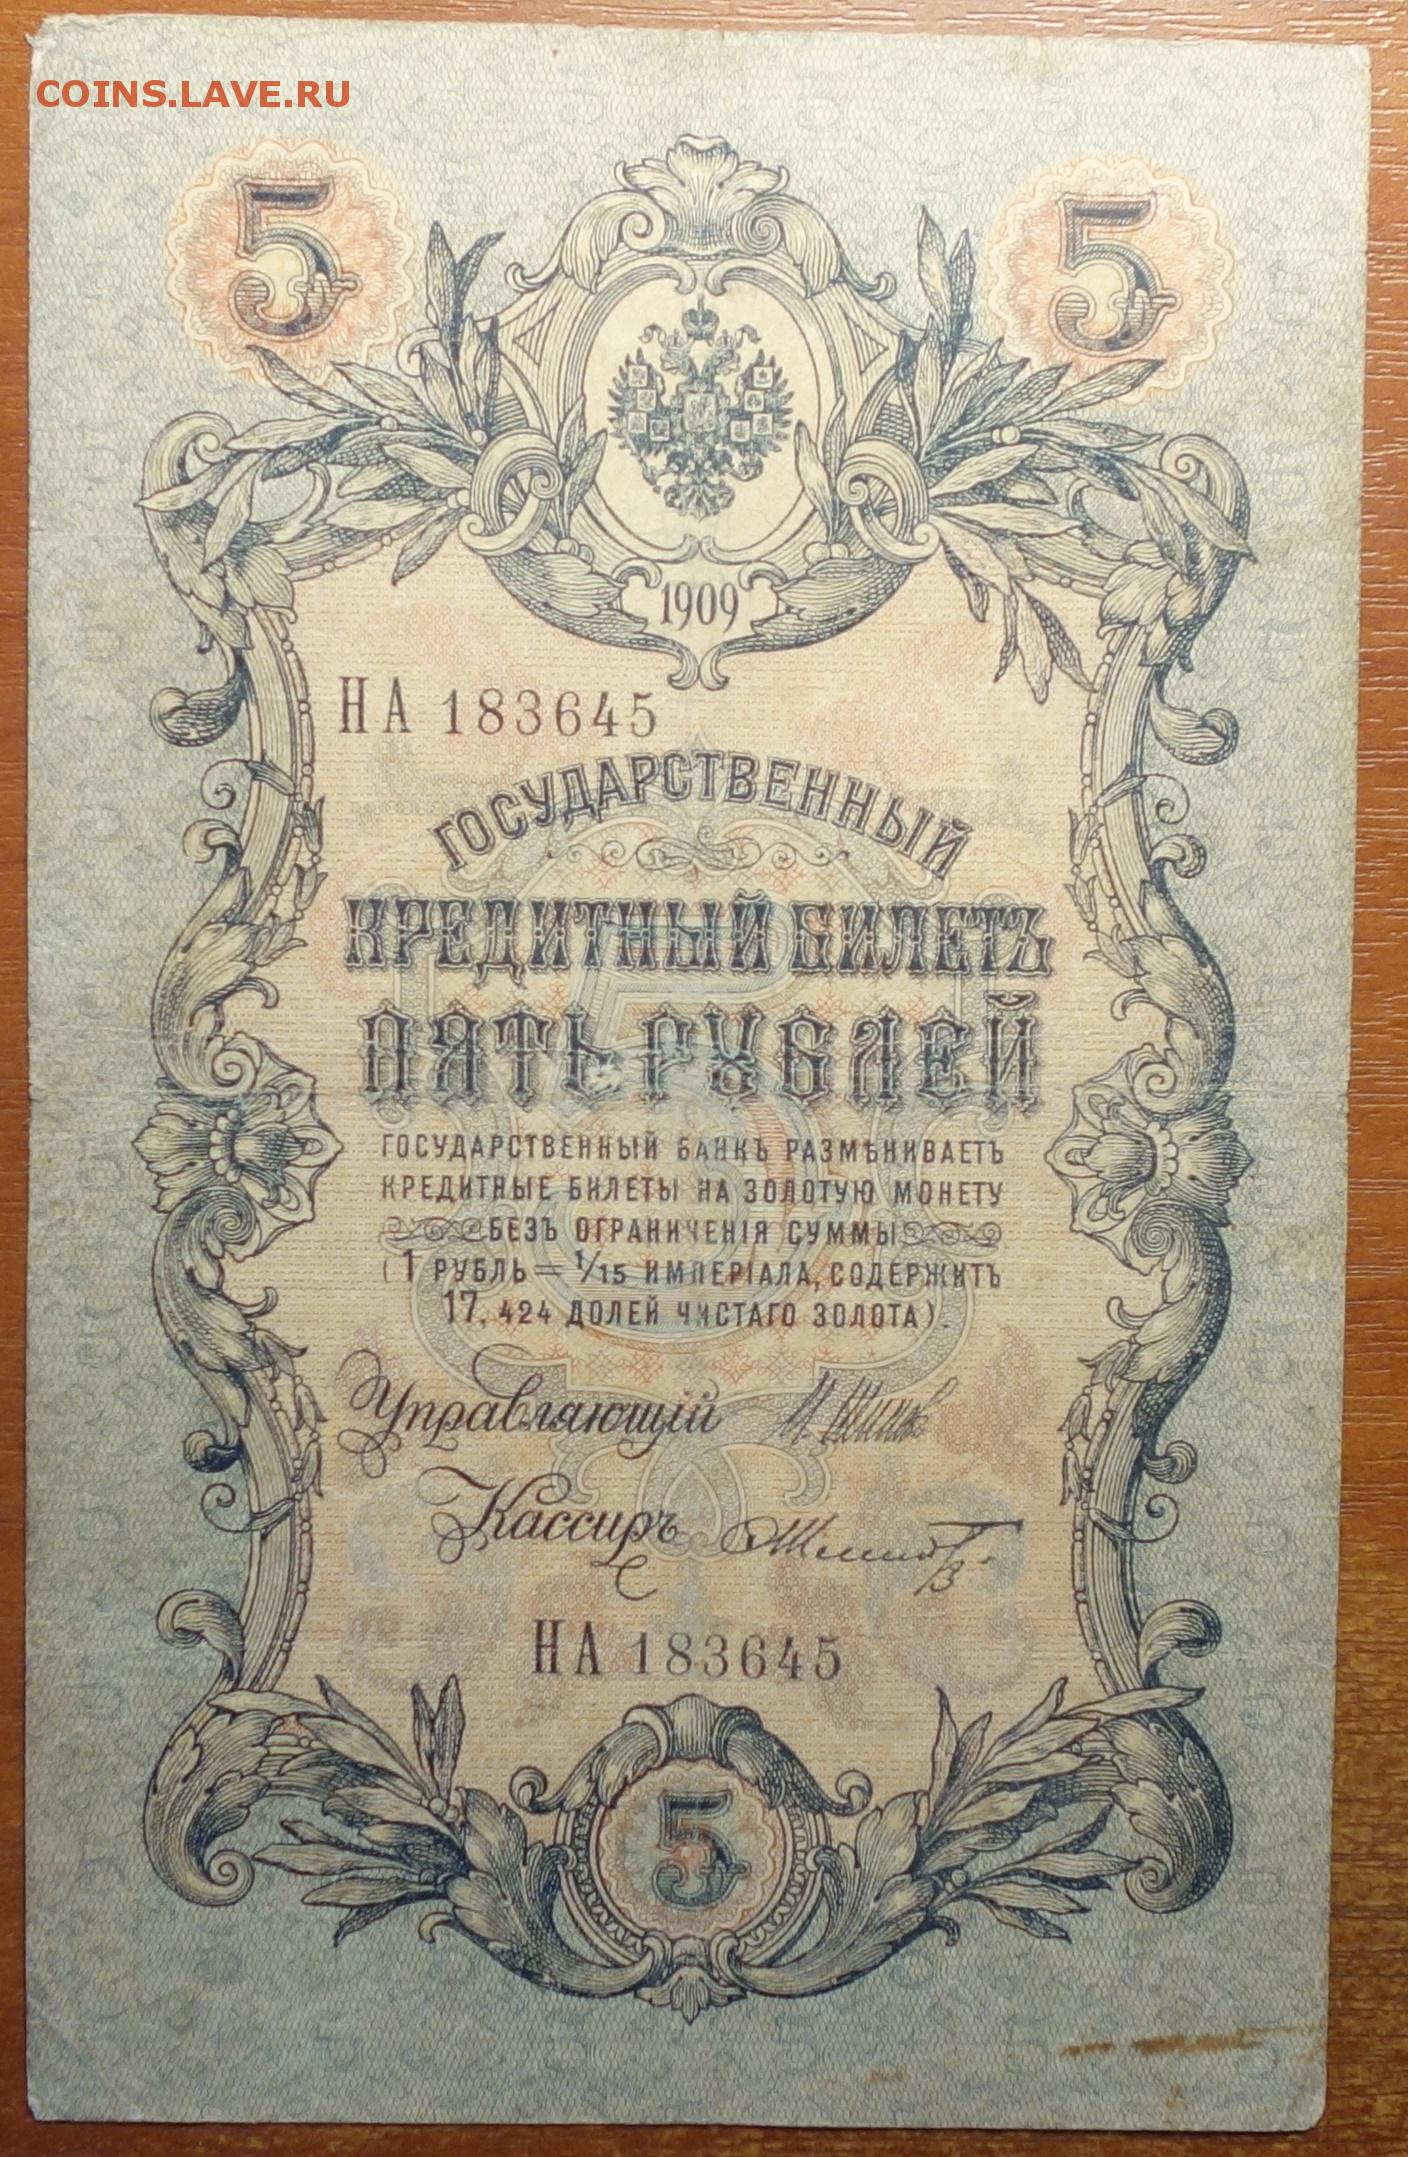 COINS.LAVE.RU
5 5
1909
НА 183645
ГОСУДАРСТВЕННЫЙ
КРЕДИТНЫЙ БИЛЕТЪ
ПЯТЬ РУБЛЕЙ
ГОСУДАРСТВЕННЫЙ БАНКЪ РАЗМѢНИВАЕТЪ
КРЕДИТНЫЕ БИЛЕТЫ НА ЗОЛОТУЮ МОНЕТУ
БЕЗЪ ОГРАНИЧЕНІЯ СУММЫ
(1 РУБЛЬ = 1/15 ИМПЕРІАЛА, СОДЕРЖИТЪ
17,424 ДОЛЕЙ ЧИСТАГО ЗОЛОТА).
Управляющій
Кассиръ
НА 183645
5